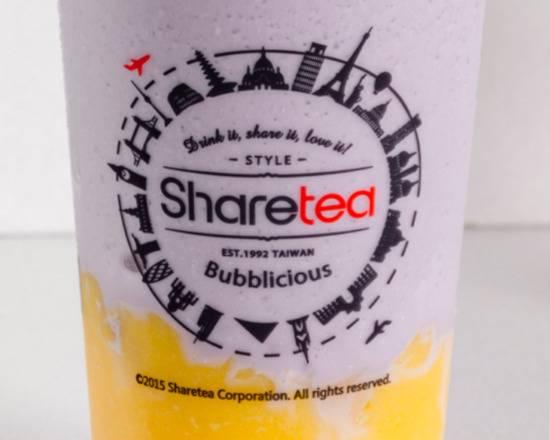 Drink it, share it, love it!
STYLE
Sharetea
EST.1992 TAIWAN
Bubblicious
©2015 Sharetea Corporation. All rights reserved.